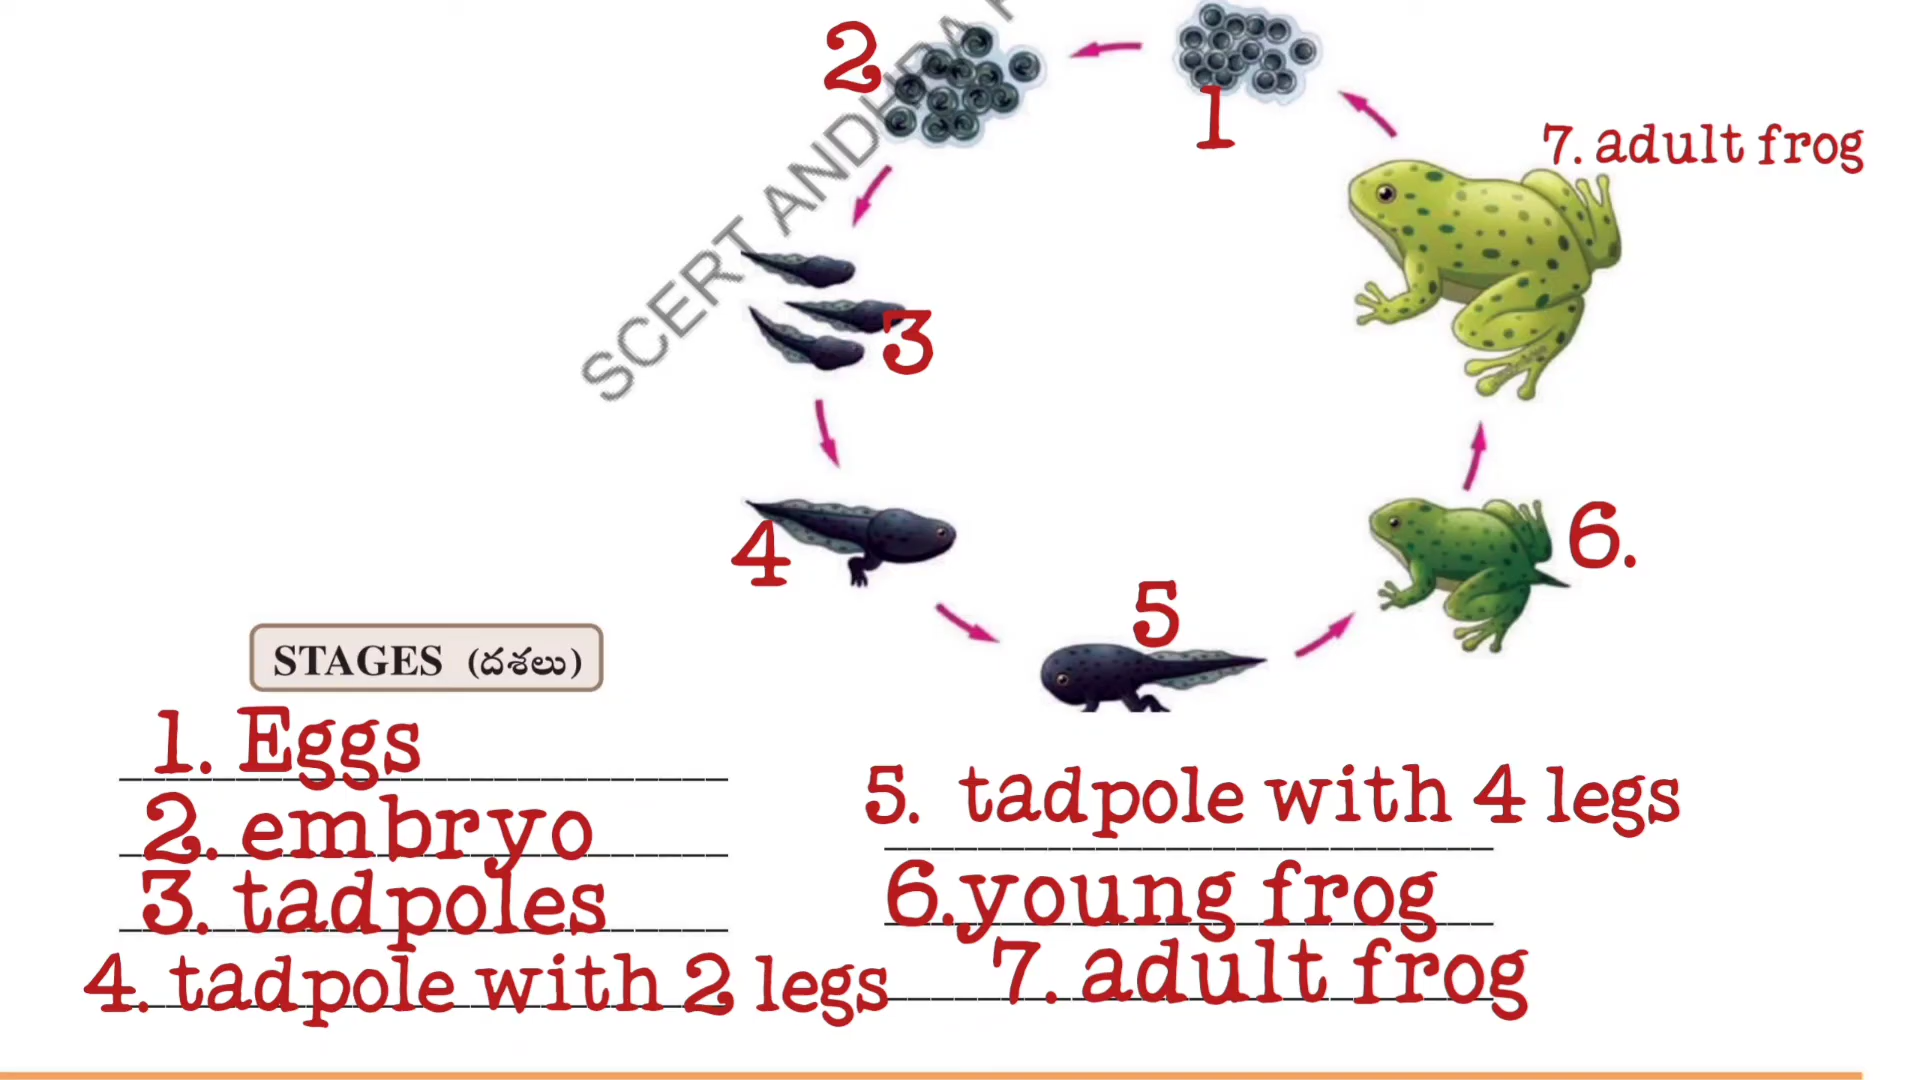 2
1
7. adult frog
SCERT ANDHRA
3
4
5
6.
STAGES (దశలు)
1. Eggs
2. embryo
3. tadpoles
4. tadpole with 2 legs
5. tadpole with 4 legs
6.young frog
7. adult frog